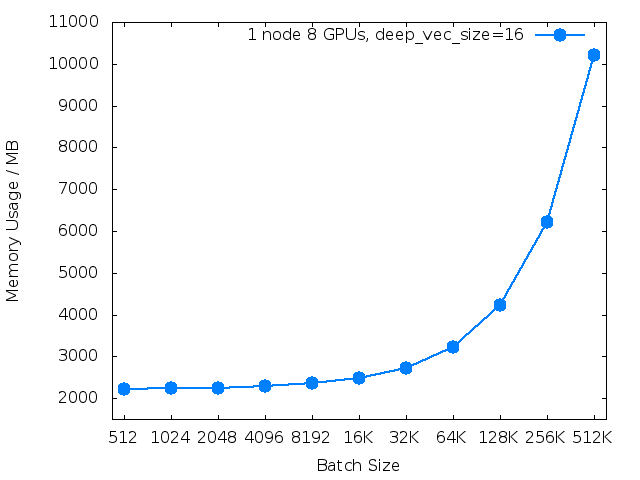 1 node 8 GPUs, deep_vec_size=16
Memory Usage / MB
11000
10000
9000
8000
7000
6000
5000
4000
3000
2000
512 1024 2048 4096 8192 16K 32K 64K 128K 256K 512K
Batch Size